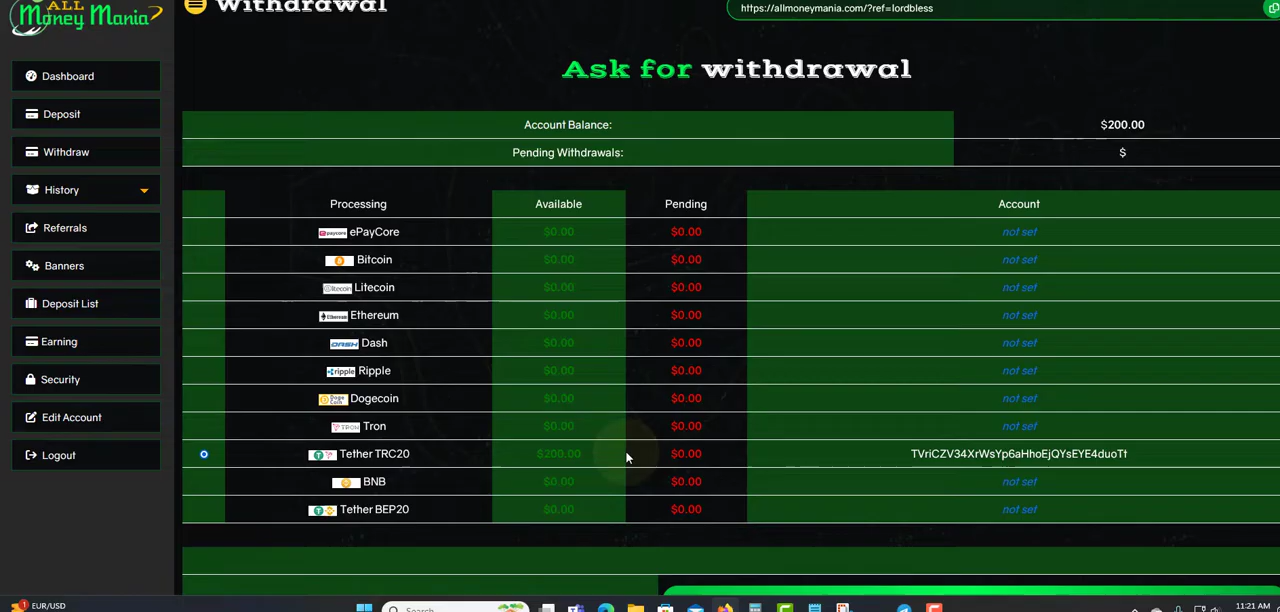 ALL
Money Mania
Withdrawal
https://allmoneymania.com/?ref=lordbless
Dashboard
Deposit
Withdraw
History
Referrals
Banners
Deposit List
Earning
Security
Edit Account
Logout
Ask for withdrawal
Account Balance: $200.00
Pending Withdrawals: $
Processing Available Pending Account
ePayCore $0.00 $0.00 not set
Bitcoin $0.00 $0.00 not set
Litecoin $0.00 $0.00 not set
Ethereum $0.00 $0.00 not set
DASH Dash $0.00 $0.00 not set
ripple Ripple $0.00 $0.00 not set
Dogecoin $0.00 $0.00 not set
TRON Tron $0.00 $0.00 not set
Tether TRC20 $200.00 $0.00 TVriCZV34XrWsYp6aHhoEjQYsEYE4duoTt
BNB $0.00 $0.00 not set
Tether BEP20 $0.00 $0.00 not set
1 EUR/USD Search 11:21 AM